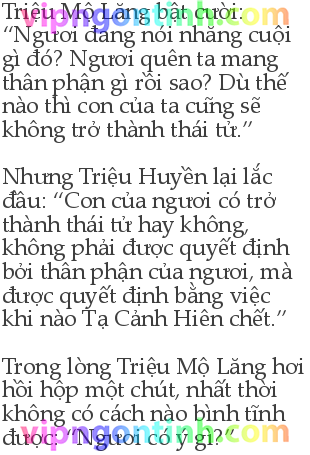 Triệu Mộ Lăng bật cười:
“Ngươi đang nói nhăng cuội
gì đó? Ngươi quên ta mang
thân phận gì rồi sao? Dù thế
nào thì con của ta cũng sẽ
không trở thành thái tử.”
Nhưng Triệu Huyền lại lắc
đầu: “Con của ngươi có trở
thành thái tử hay không,
không phải được quyết định
bởi thân phận của ngươi, mà
được quyết định bằng việc
khi nào Tạ Cảnh Hiên chết.”
Trong lòng Triệu Mộ Lăng hơi
hồi hộp một chút, nhất thời
không có cách nào bình tĩnh
được: “Ngươi có ý gì?”
vipngontinh.com
vipngontinh.com